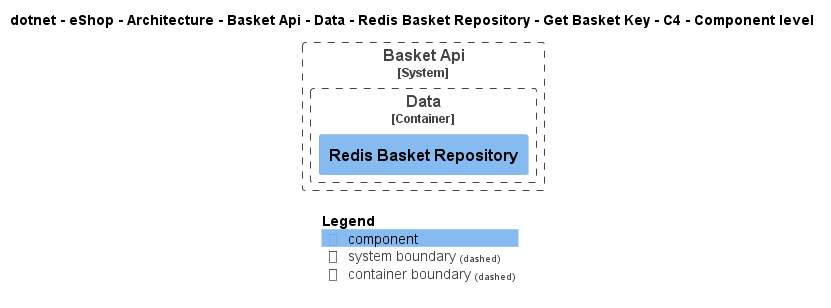 dotnet - eShop - Architecture - Basket Api - Data - Redis Basket Repository - Get Basket Key - C4 - Component level
Basket Api
[System]
Data
[Container]
Redis Basket Repository
Legend
component
system boundary (dashed)
container boundary (dashed)